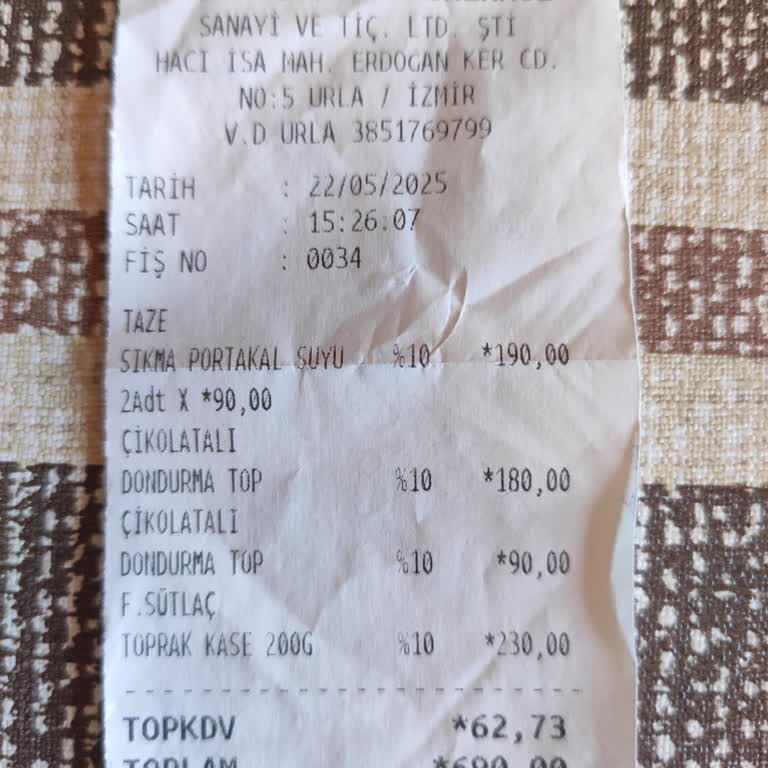 SANAYİ VE TİÇ. LTD. ŞTİ
HACI İSA MAH. ERDOGAN KER CD.
NO:5 URLA / İZMİR
V.D URLA 3851769799
TARİH : 22/05/2025
SAAT : 15:26:07
FİŞ NO : 0034
TAZE
SIKMA PORTAKAL SUYU %10 *190,00
2Adt X *90,00
ÇİKOLATALI
DONDURMA TOP %10 *180,00
ÇİKOLATALI
DONDURMA TOP %10 *90,00
F.SÜTLAÇ
TOPRAK KASE 200G %10 *230,00
TOPKDV *62,73
TOPLAM *690,00